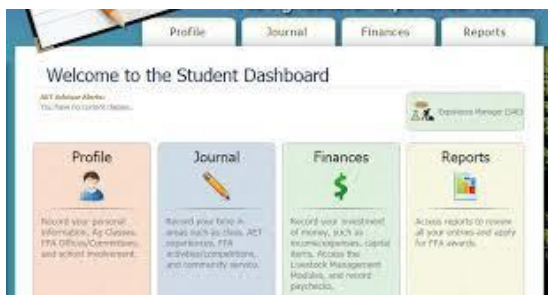 Profile
Journal
Finances
Reports
Welcome to the Student Dashboard
AET Advisor Alerts:
You have no current classes.
Experience Manager (SAE)
Profile
Record your personal
information, Ag Classes,
FFA Offices/Committees,
and school involvement.
Journal
Record your time in
areas such as class, AET
experiences, FFA
activities/competitions,
and community service.
Finances
Record your investment
of money, such as
income/expenses, capital
items. Access the
Livestock Management
Modules, and record
paychecks.
Reports
Access reports to review
all your entries and apply
for FFA awards.